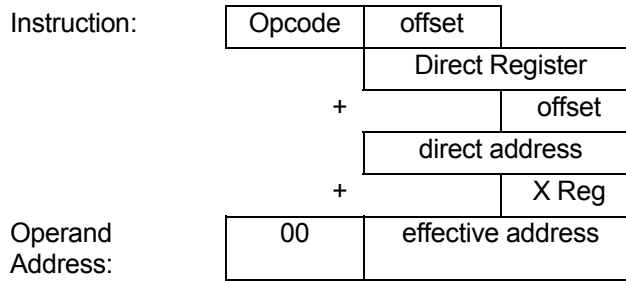 Instruction: Opcode offset
Direct Register
+ offset
direct address
+ X Reg
Operand 00 effective address
Address: